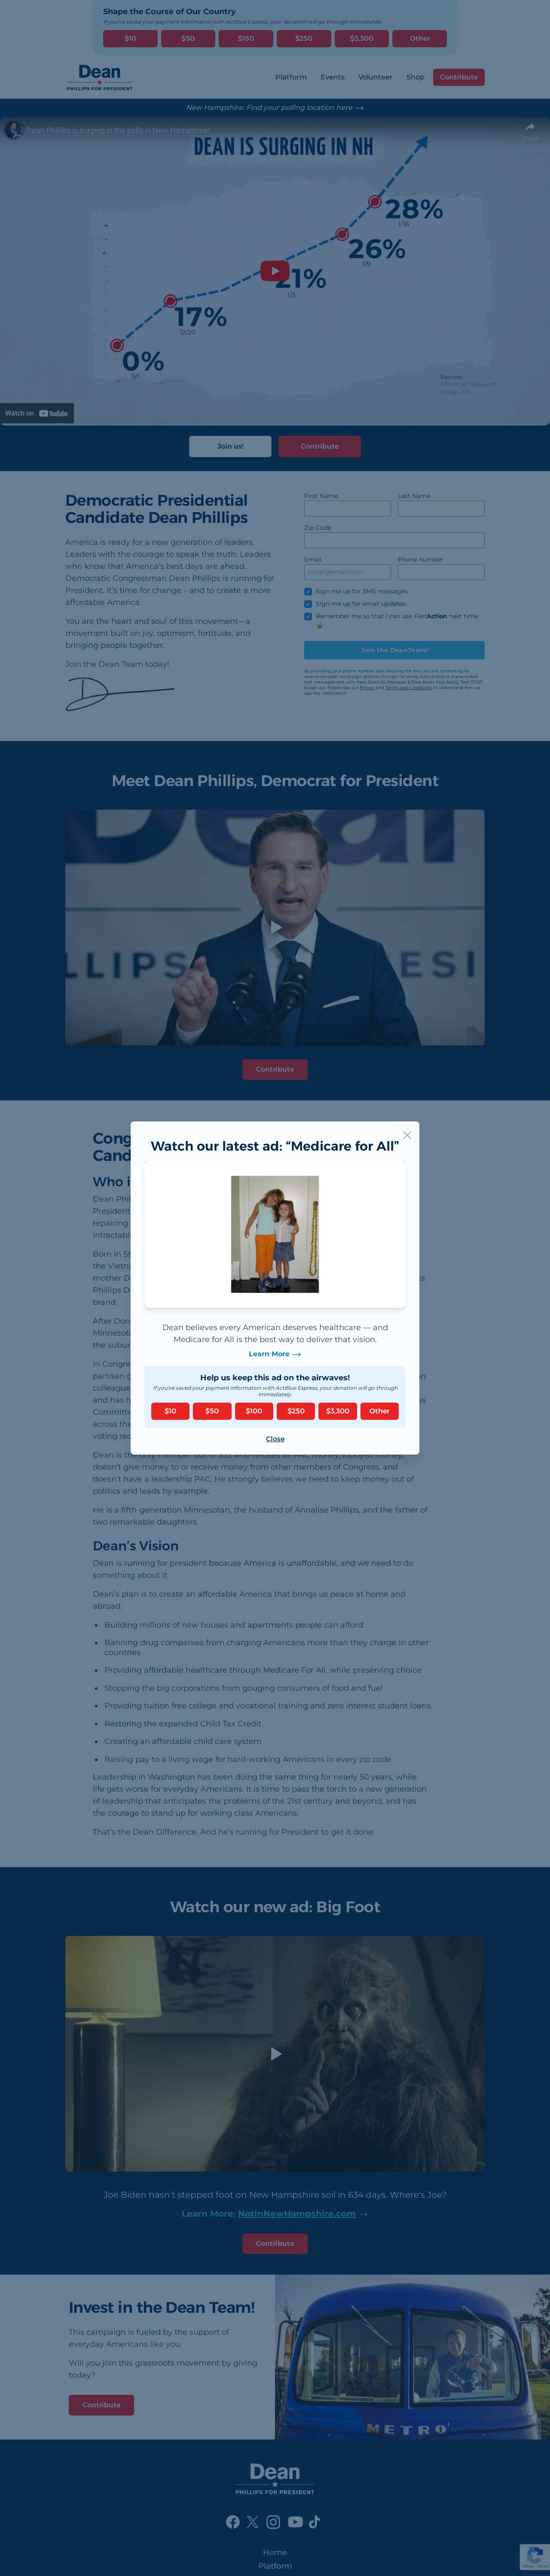 Shape the Course of Our Country
If you've saved your payment information with ActBlue Express, your donation will go through immediately.
$10 $50 $150 $250 $3,300 Other
Dean
PHILLIPS FOR PRESIDENT
Platform Events Volunteer Shop Contribute
New Hampshire: Find your polling location here →
Dean Phillips is surging in the polls in New Hampshire!
DEAN IS SURGING IN NH
28%
1/16
26%
1/9
21%
1/3
17%
12/20
0%
11/1
Source:
American Research
Group, Inc
Watch on YouTube
Join us! Contribute
Democratic Presidential
Candidate Dean Phillips
America is ready for a new generation of leaders.
Leaders with the courage to speak the truth. Leaders
who know America's best days are ahead.
Democratic Congressman Dean Phillips is running for
President. It's time for change – and to create a more
affordable America.
You are the heart and soul of this movement—a
movement built on joy, optimism, fortitude, and
bringing people together.
Join the Dean Team today!
First Name Last Name
Zip Code
Email Phone number
email@email.com
Sign me up for SMS messages.
Sign me up for email updates.
Remember me so that I can use FastAction next time.
Join the DeanTeam!
By providing your phone number and checking the box, you are consenting to
receive periodic campaign updates through recurring auto-dialed or prerecorded
text messages and calls from Dean 24. Message & Data Rates May Apply. Text STOP
to opt out. Please see our Privacy and Terms and Conditions to understand how we
use this information.
Meet Dean Phillips, Democrat for President
Contribute
Cong
Cand
Who i
Dean Phil
President
repairing
intractable
Born in St
the Vietna
mother D
Phillips D
brand.
After Don
Minnesota
the subur
In Congre
partisan g
colleague
and has h
Committe
across the
voting rec
Watch our latest ad: “Medicare for All”
Dean believes every American deserves healthcare — and
Medicare for All is the best way to deliver that vision.
Learn More →
Help us keep this ad on the airwaves!
If you've saved your payment information with ActBlue Express, your donation will go through
immediately.
$10 $50 $100 $250 $3,300 Other
Close
Dean is the only member out of 535 who refuses all PAC money, lobbyist money,
doesn't give money to or receive money from other members of Congress, and
doesn't have a leadership PAC. He strongly believes we need to keep money out of
politics and leads by example.
He is a fifth-generation Minnesotan, the husband of Annalise Phillips, and the father of
two remarkable daughters.
Dean's Vision
Dean is running for president because America is unaffordable, and we need to do
something about it.
Dean's plan is to create an affordable America that brings us peace at home and
abroad:
• Building millions of new houses and apartments people can afford
• Banning drug companies from charging Americans more than they charge in other
countries
• Providing affordable healthcare through Medicare For All, while preserving choice
• Stopping the big corporations from gouging consumers of food and fuel
• Providing tuition free college and vocational training and zero interest student loans.
• Restoring the expanded Child Tax Credit
• Creating an affordable child care system
• Raising pay to a living wage for hard-working Americans in every zip code
Leadership in Washington has been doing the same thing for nearly 50 years, while
life gets worse for everyday Americans. It is time to pass the torch to a new generation
of leadership that anticipates the problems of the 21st century and beyond, and has
the courage to stand up for working class Americans.
That's the Dean Difference. And he's running for President to get it done.
Watch our new ad: Big Foot
Joe Biden hasn't stepped foot on New Hampshire soil in 634 days. Where's Joe?
Learn More: NotInNewHampshire.com →
Contribute
Invest in the Dean Team!
This campaign is fueled by the support of
everyday Americans like you.
Will you join this grassroots movement by giving
today?
Contribute
METRO
Dean
PHILLIPS FOR PRESIDENT
Home
Platform